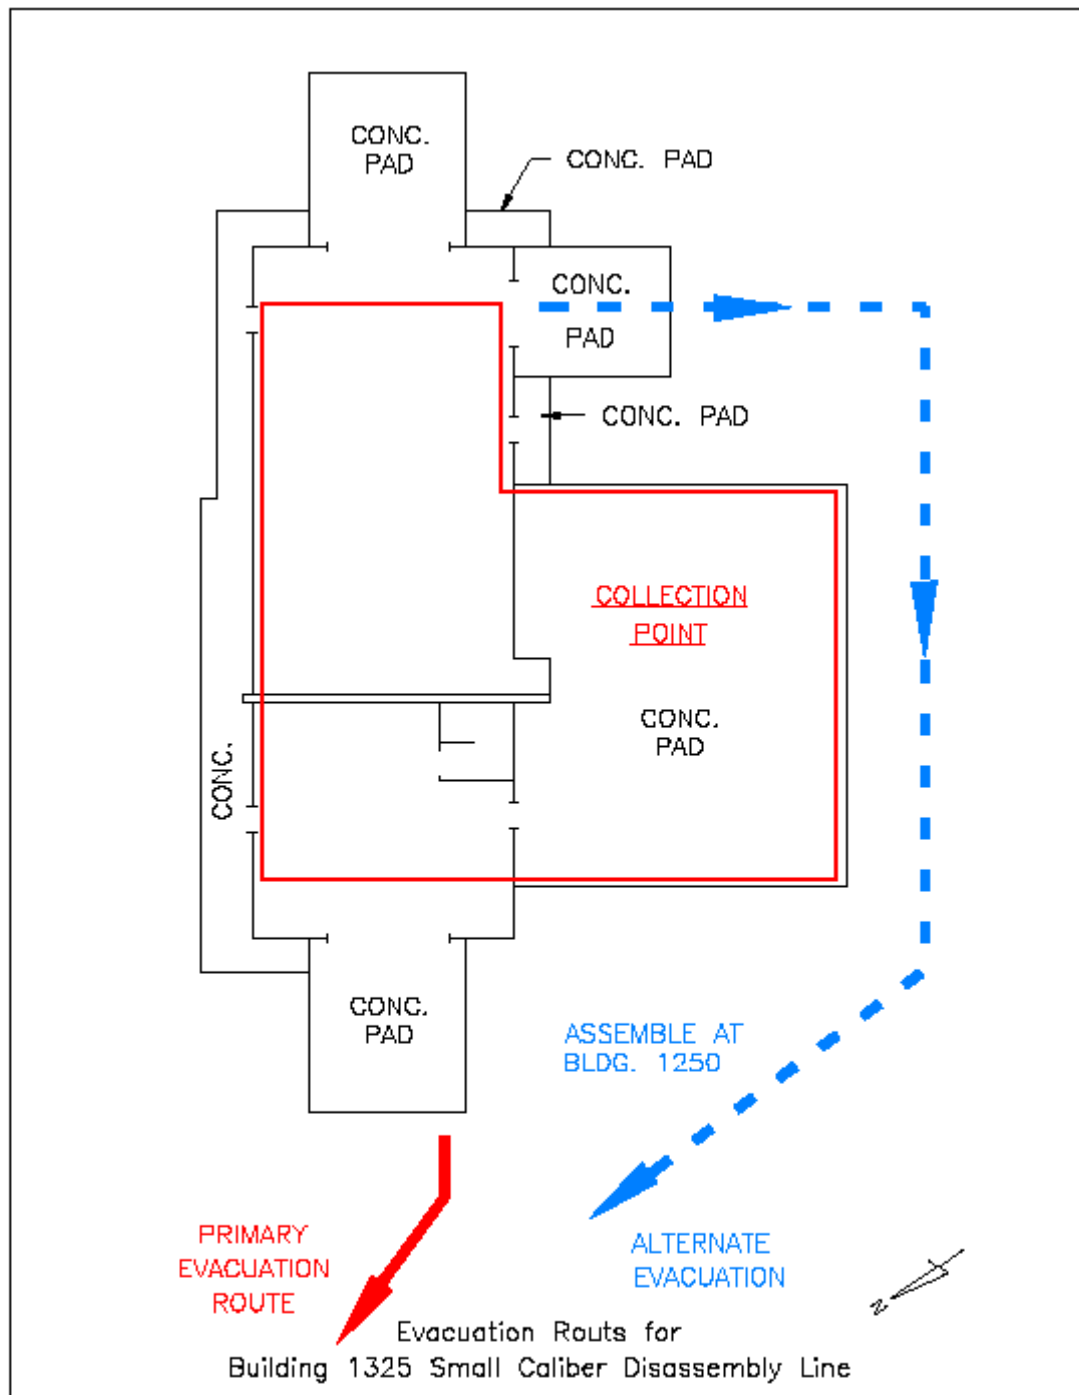 CONC.
PAD
CONC. PAD
CONC.
PAD
CONC. PAD
COLLECTION
POINT
CONC.
PAD
CONC.
CONC.
PAD
ASSEMBLE AT
BLDG. 1250
PRIMARY
EVACUATION
ROUTE
ALTERNATE
EVACUATION
N
Evacuation Routs for
Building 1325 Small Caliber Disassembly Line